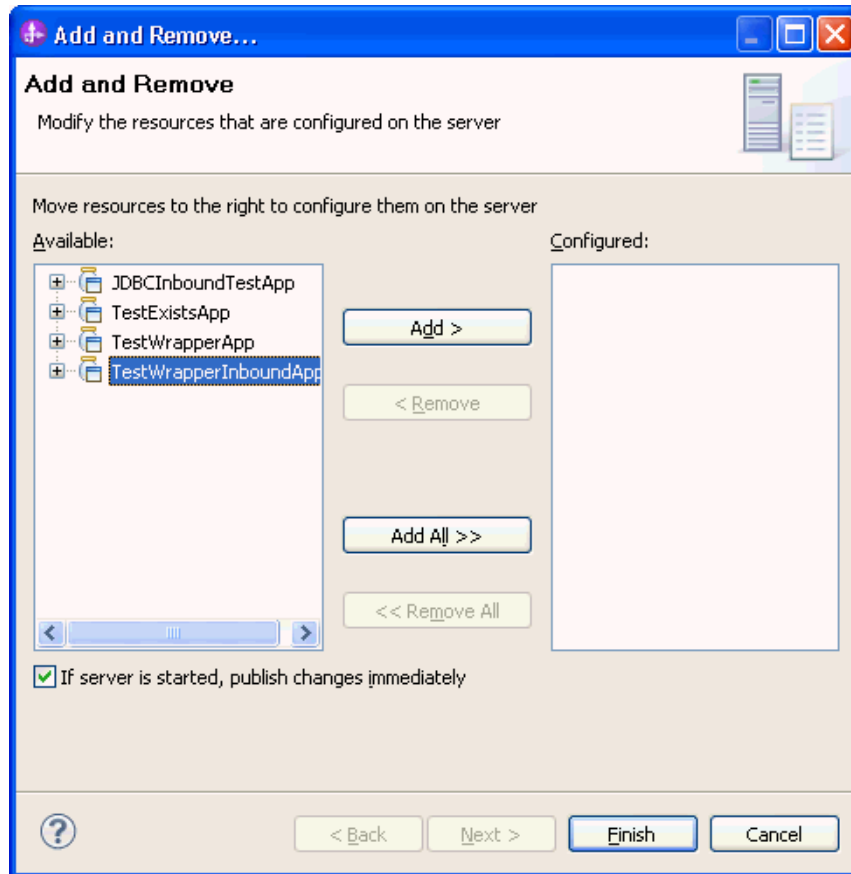 Add and Remove...
Add and Remove
Modify the resources that are configured on the server
Move resources to the right to configure them on the server
Available:
Configured:
JDBCInboundTestApp
TestExistsApp
TestWrapperApp
TestWrapperInboundApp
Add >
< Remove
Add All >>
<< Remove All
If server is started, publish changes immediately
?
< Back
Next >
Finish
Cancel